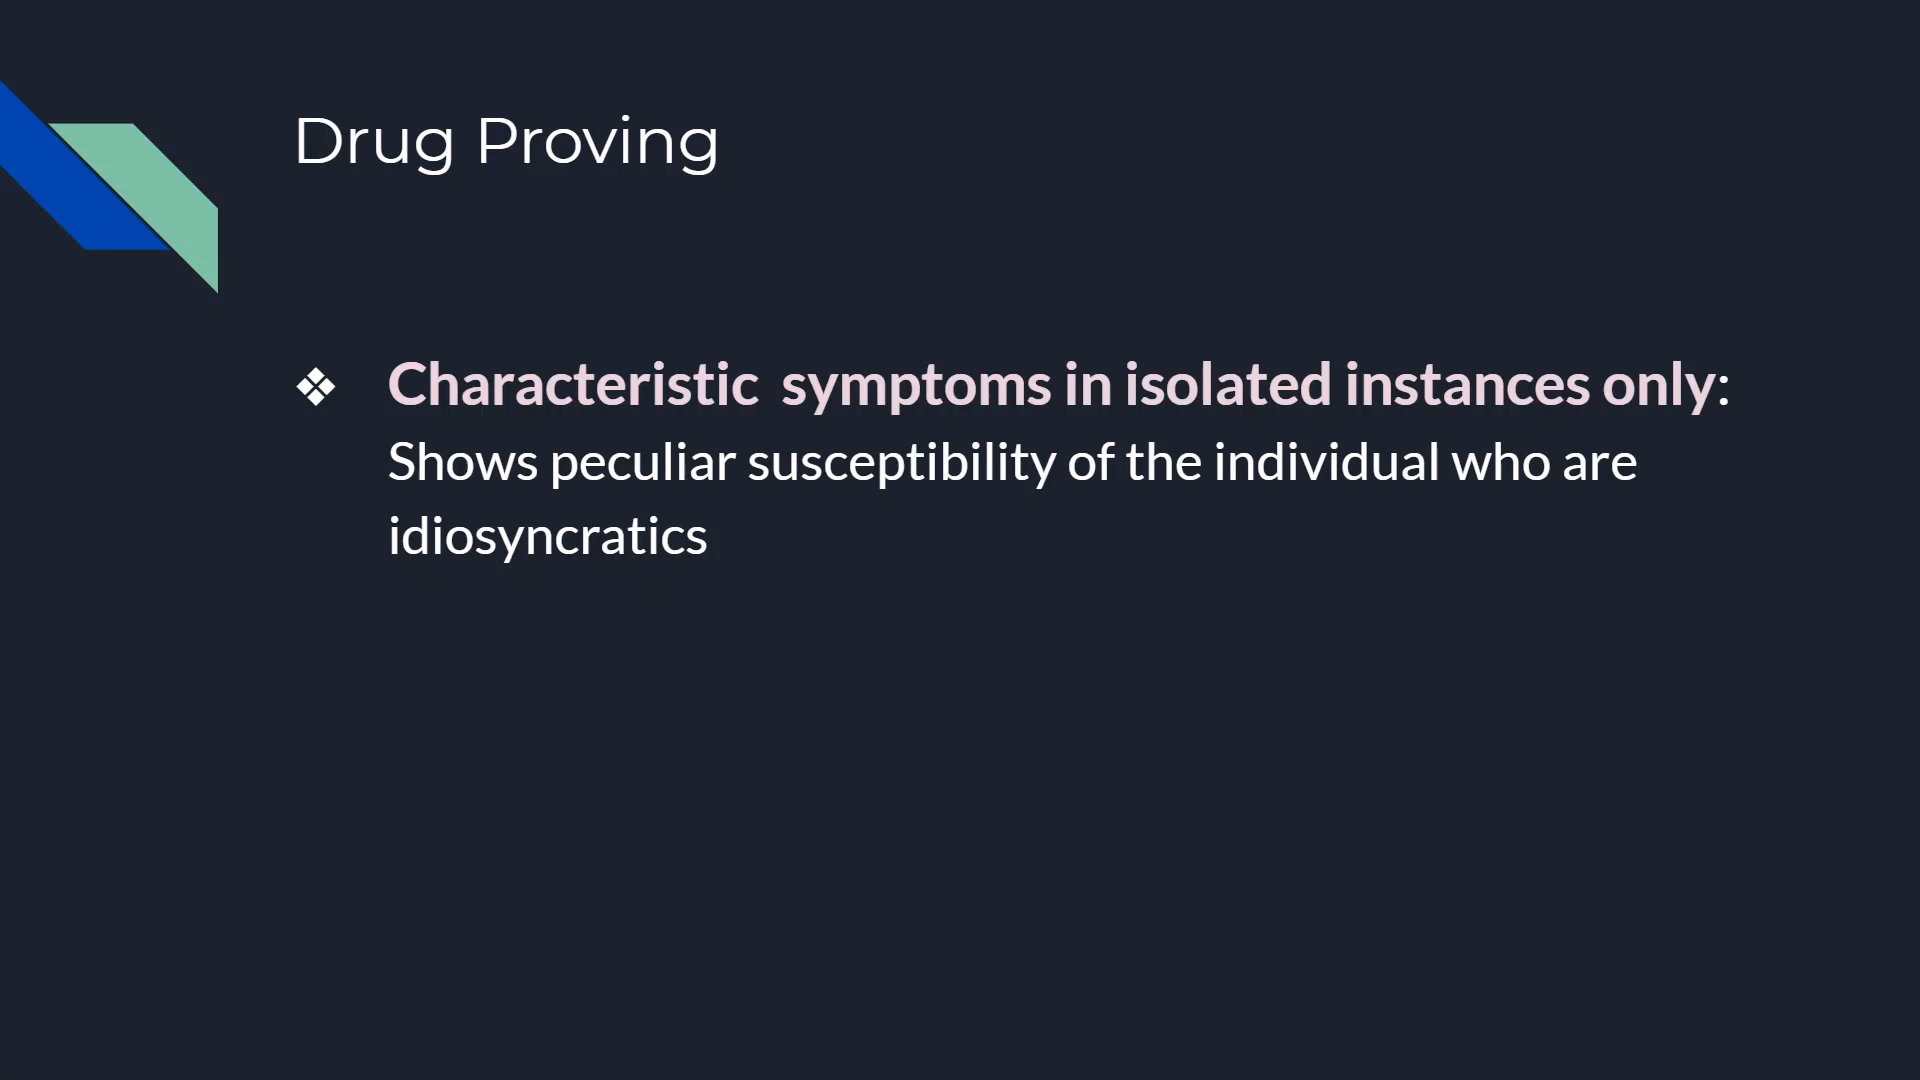 Drug Proving
❖ Characteristic  symptoms in isolated instances only:
Shows peculiar susceptibility of the individual who are
idiosyncratics